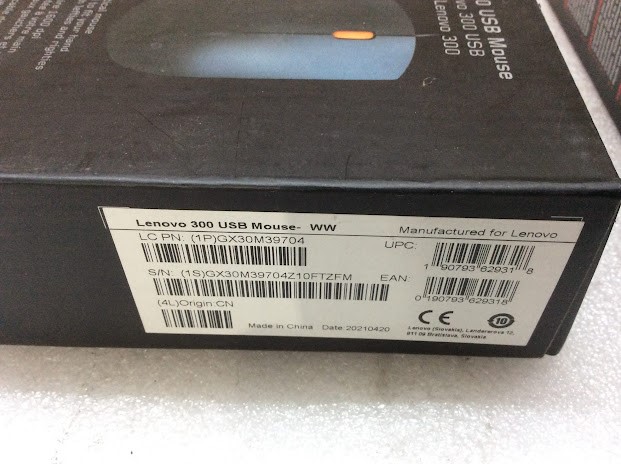 USB Mouse
300 USB
Lenovo 300
Lenovo 300 USB Mouse- WW
Manufactured for Lenovo
LC PN: (1P)GX30M39704
UPC:
1 90793 62931 8
S/N: (1S)GX30M39704Z10FTZFM
EAN:
0 190793 629318
(4L)Origin:CN
CE
10
Made in China Date:20210420
Lenovo (Slovakia), Landererova 12,
811 09 Bratislava, Slovakia